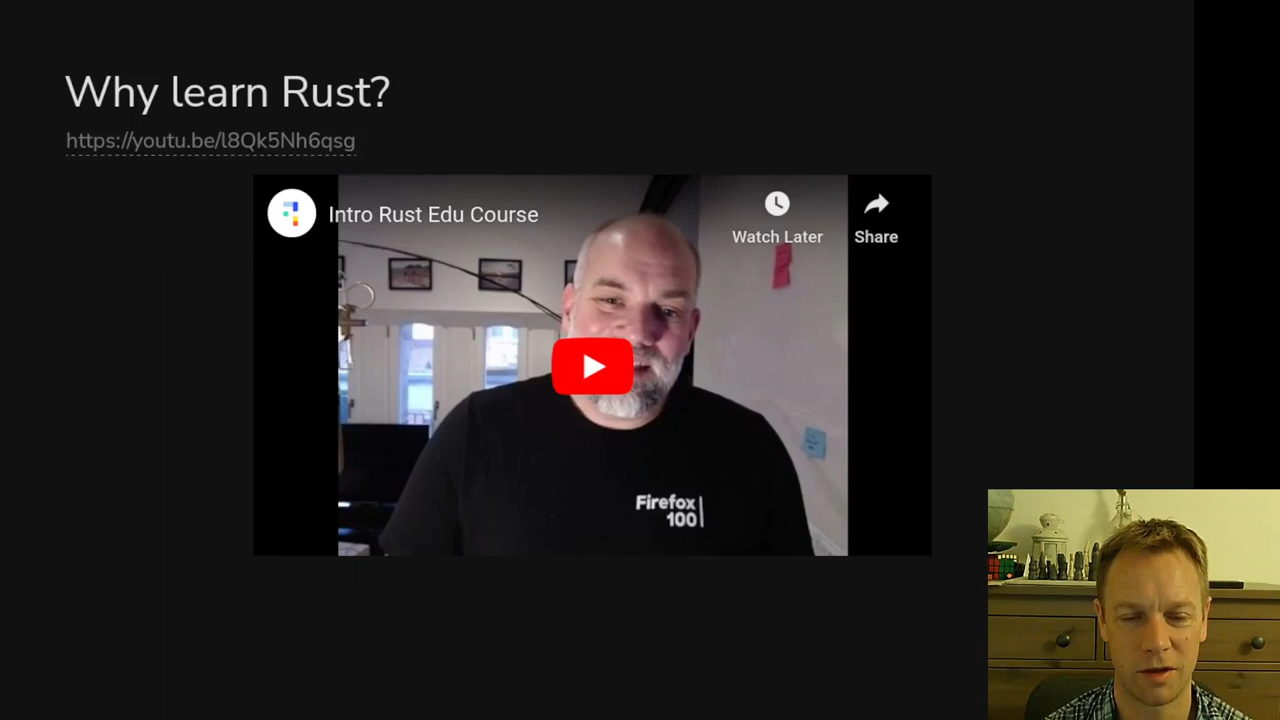 Why learn Rust?
https://youtu.be/l8Qk5Nh6qsg
Intro Rust Edu Course
Watch Later
Share
Firefox
100